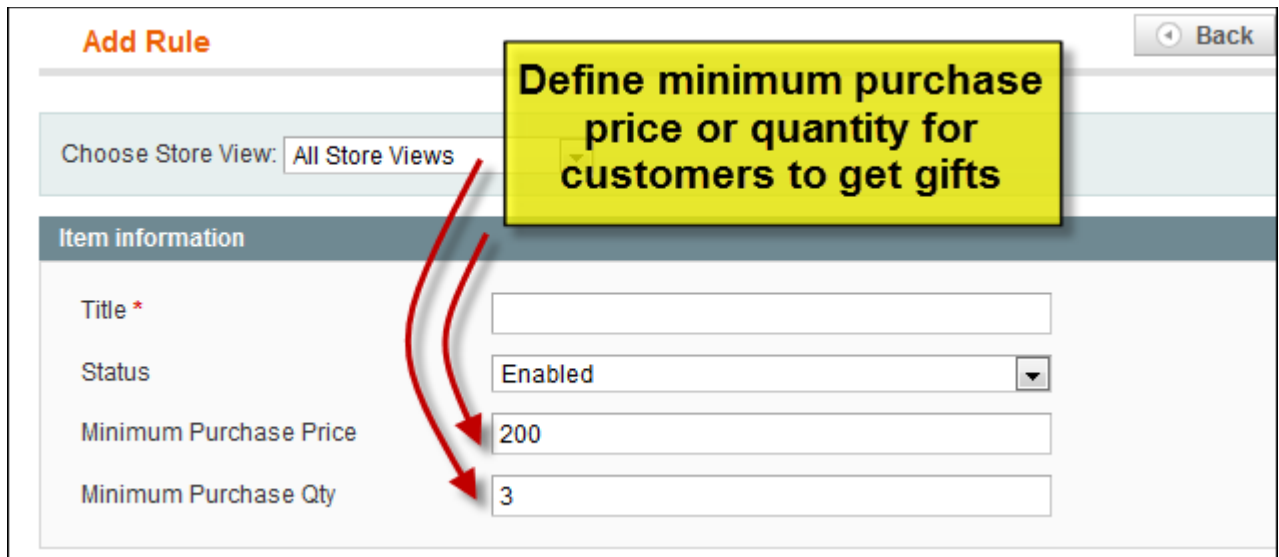 Add Rule
Back
Define minimum purchase
price or quantity for
customers to get gifts
Choose Store View: All Store Views
Item information
Title *
Status Enabled
Minimum Purchase Price 200
Minimum Purchase Qty 3